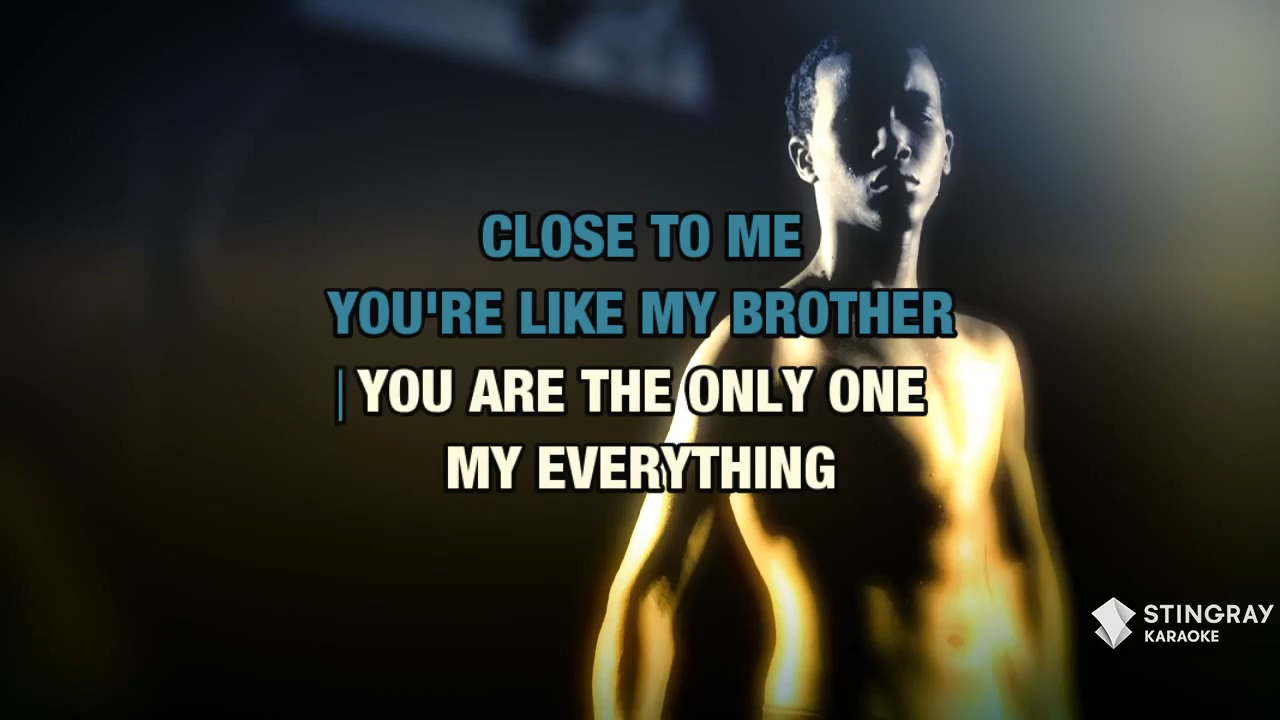 CLOSE TO ME
YOU'RE LIKE MY BROTHER
YOU ARE THE ONLY ONE
MY EVERYTHING
STINGRAY
KARAOKE